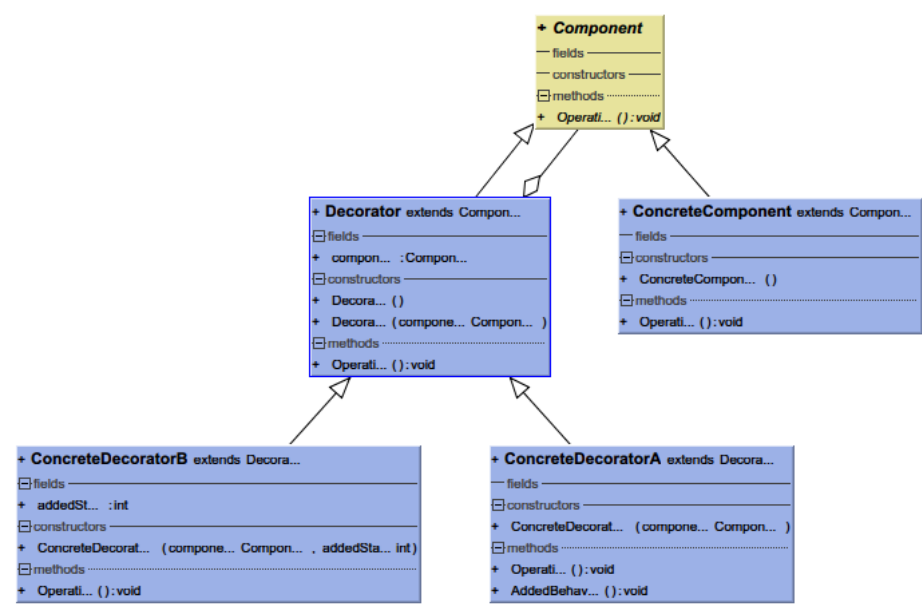 + Component
fields
constructors
methods
+ Operati... ():void
+ Decorator extends Compon...
fields
+ compon... :Compon...
constructors
+ Decora... ()
+ Decora... (compone... Compon... )
methods
+ Operati... ():void
+ ConcreteComponent extends Compon...
fields
constructors
+ ConcreteCompon... ()
methods
+ Operati... ():void
+ ConcreteDecoratorB extends Decora...
fields
+ addedSt... :int
constructors
+ ConcreteDecorat... (compone... Compon... , addedSta... int)
methods
+ Operati... ():void
+ ConcreteDecoratorA extends Decora...
fields
constructors
+ ConcreteDecorat... (compone... Compon... )
methods
+ Operati... ():void
+ AddedBehav... ():void